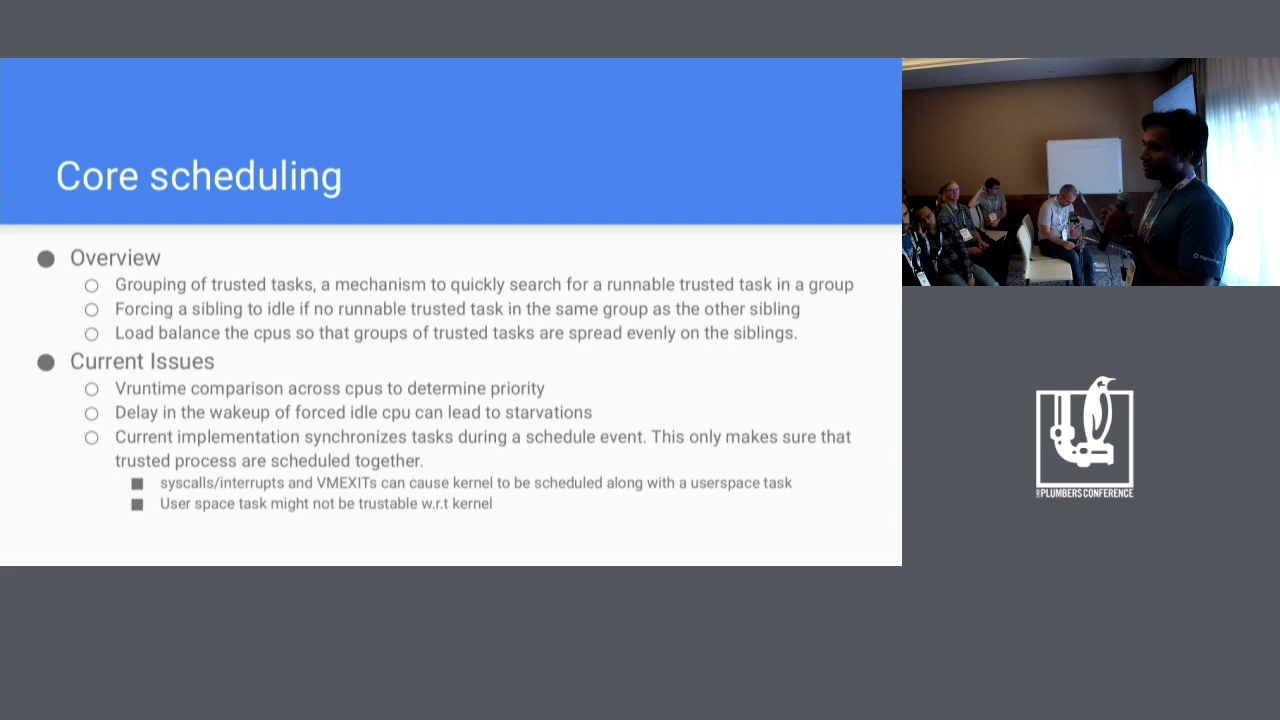 Core scheduling
Overview
Grouping of trusted tasks, a mechanism to quickly search for a runnable trusted task in a group
Forcing a sibling to idle if no runnable trusted task in the same group as the other sibling
Load balance the cpus so that groups of trusted tasks are spread evenly on the siblings.
Current Issues
Vruntime comparison across cpus to determine priority
Delay in the wakeup of forced idle cpu can lead to starvations
Current implementation synchronizes tasks during a schedule event. This only makes sure that
trusted process are scheduled together.
syscalls/interrupts and VMEXITs can cause kernel to be scheduled along with a userspace task
User space task might not be trustable w.r.t kernel
PLUMBERS CONFERENCE